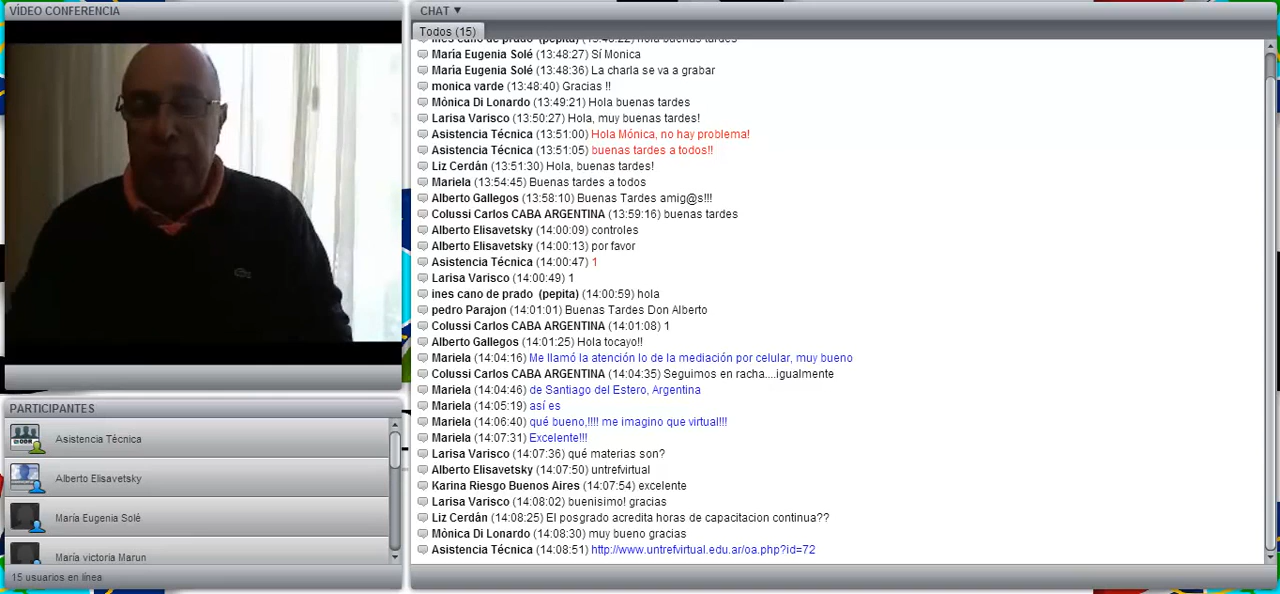 VÍDEO CONFERENCIA
CHAT
Todos (15)
ines cano de prado (pepita) (13:48:22) hola buenas tardes
María Eugenia Solé (13:48:27) Sí Monica
María Eugenia Solé (13:48:36) La charla se va a grabar
monica varde (13:48:40) Gracias !!
Mónica Di Lonardo (13:49:21) Hola buenas tardes
Larisa Varisco (13:50:27) Hola, muy buenas tardes!
Asistencia Técnica (13:51:00) Hola Mónica, no hay problema!
Asistencia Técnica (13:51:05) buenas tardes a todos!!
Liz Cerdán (13:51:30) Hola, buenas tardes!
Mariela (13:54:45) Buenas tardes a todos
Alberto Gallegos (13:58:10) Buenas Tardes amig@s!!!
Colussi Carlos CABA ARGENTINA (13:59:16) buenas tardes
Alberto Elisavetsky (14:00:09) controles
Alberto Elisavetsky (14:00:13) por favor
Asistencia Técnica (14:00:47) 1
Larisa Varisco (14:00:49) 1
ines cano de prado (pepita) (14:00:59) hola
pedro Parajon (14:01:01) Buenas Tardes Don Alberto
Colussi Carlos CABA ARGENTINA (14:01:08) 1
Alberto Gallegos (14:01:25) Hola tocayo!!
Mariela (14:04:16) Me llamó la atención lo de la mediación por celular, muy bueno
Colussi Carlos CABA ARGENTINA (14:04:35) Seguimos en racha....igualmente
Mariela (14:04:46) de Santiago del Estero, Argentina
Mariela (14:05:19) así es
Mariela (14:06:40) qué bueno,!!!! me imagino que virtual!!!
Mariela (14:07:31) Excelente!!!
Larisa Varisco (14:07:36) qué materias son?
Alberto Elisavetsky (14:07:50) untrefvirtual
Karina Riesgo Buenos Aires (14:07:54) excelente
Larisa Varisco (14:08:02) buenisimo! gracias
Liz Cerdán (14:08:25) El posgrado acredita horas de capacitacion continua??
Mónica Di Lonardo (14:08:30) muy bueno gracias
Asistencia Técnica (14:08:51) http://www.untrefvirtual.edu.ar/oa.php?id=72
PARTICIPANTES
Asistencia Técnica
Alberto Elisavetsky
María Eugenia Solé
María victoria Marun
15 usuarios en línea